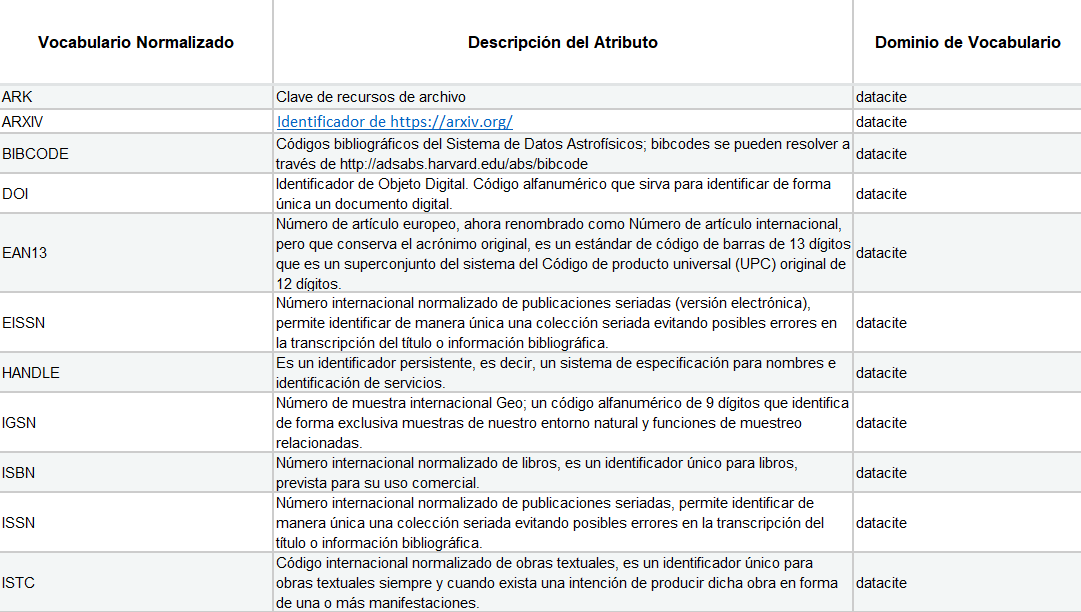 Vocabulario Normalizado Descripción del Atributo Dominio de Vocabulario
ARK Clave de recursos de archivo datacite
ARXIV Identificador de https://arxiv.org/ datacite
BIBCODE Códigos bibliográficos del Sistema de Datos Astrofísicos; bibcodes se pueden resolver a datacite
través de http://adsabs.harvard.edu/abs/bibcode
DOI Identificador de Objeto Digital. Código alfanumérico que sirva para identificar de forma datacite
única un documento digital.
EAN13 Número de artículo europeo, ahora renombrado como Número de artículo internacional, datacite
pero que conserva el acrónimo original, es un estándar de código de barras de 13 dígitos
que es un superconjunto del sistema del Código de producto universal (UPC) original de
12 dígitos.
EISSN Número internacional normalizado de publicaciones seriadas (versión electrónica), datacite
permite identificar de manera única una colección seriada evitando posibles errores en
la transcripción del título o información bibliográfica.
HANDLE Es un identificador persistente, es decir, un sistema de especificación para nombres e datacite
identificación de servicios.
IGSN Número de muestra internacional Geo; un código alfanumérico de 9 dígitos que identifica datacite
de forma exclusiva muestras de nuestro entorno natural y funciones de muestreo
relacionadas.
ISBN Número internacional normalizado de libros, es un identificador único para libros, datacite
prevista para su uso comercial.
ISSN Número internacional normalizado de publicaciones seriadas, permite identificar de datacite
manera única una colección seriada evitando posibles errores en la transcripción del
título o información bibliográfica.
ISTC Código internacional normalizado de obras textuales, es un identificador único para datacite
obras textuales siempre y cuando exista una intención de producir dicha obra en forma
de una o más manifestaciones.